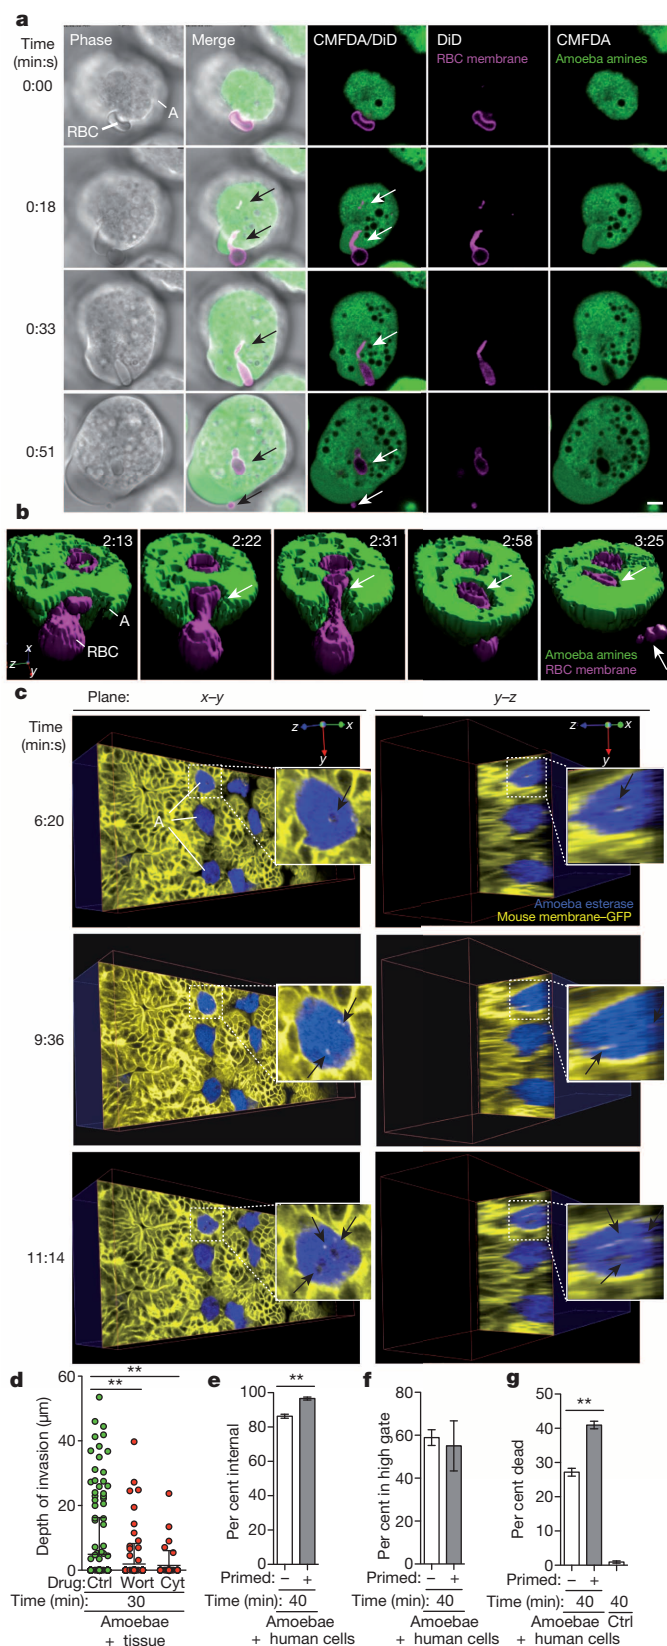 a
Time
(min:s)
Phase
Merge
CMFDA/DiD
DiD
CMFDA
RBC membrane
Amoeba amines
0:00
A
RBC
0:18
0:33
0:51
b
2:13
2:22
2:31
2:58
3:25
A
RBC
x
z
y
Amoeba amines
RBC membrane
c
Plane:
x–y
y–z
Time
(min:s)
z
x
y
z
x
y
6:20
A
Amoeba esterase
Mouse membrane–GFP
9:36
11:14
d
Depth of invasion (μm)
60
40
20
0
**
**
Drug:
Ctrl
Wort
Cyt
Time (min):
30
Amoebae
+ tissue
e
Per cent internal
100
80
60
40
20
0
**
Primed:
–
+
Time (min):
40
Amoebae
+ human cells
f
Per cent in high gate
80
60
40
20
0
Primed:
–
+
Time (min):
40
Amoebae
+ human cells
g
Per cent dead
50
40
30
20
10
0
**
Primed:
–
+
Time (min):
40
40
Amoebae
+ human cells
Ctrl